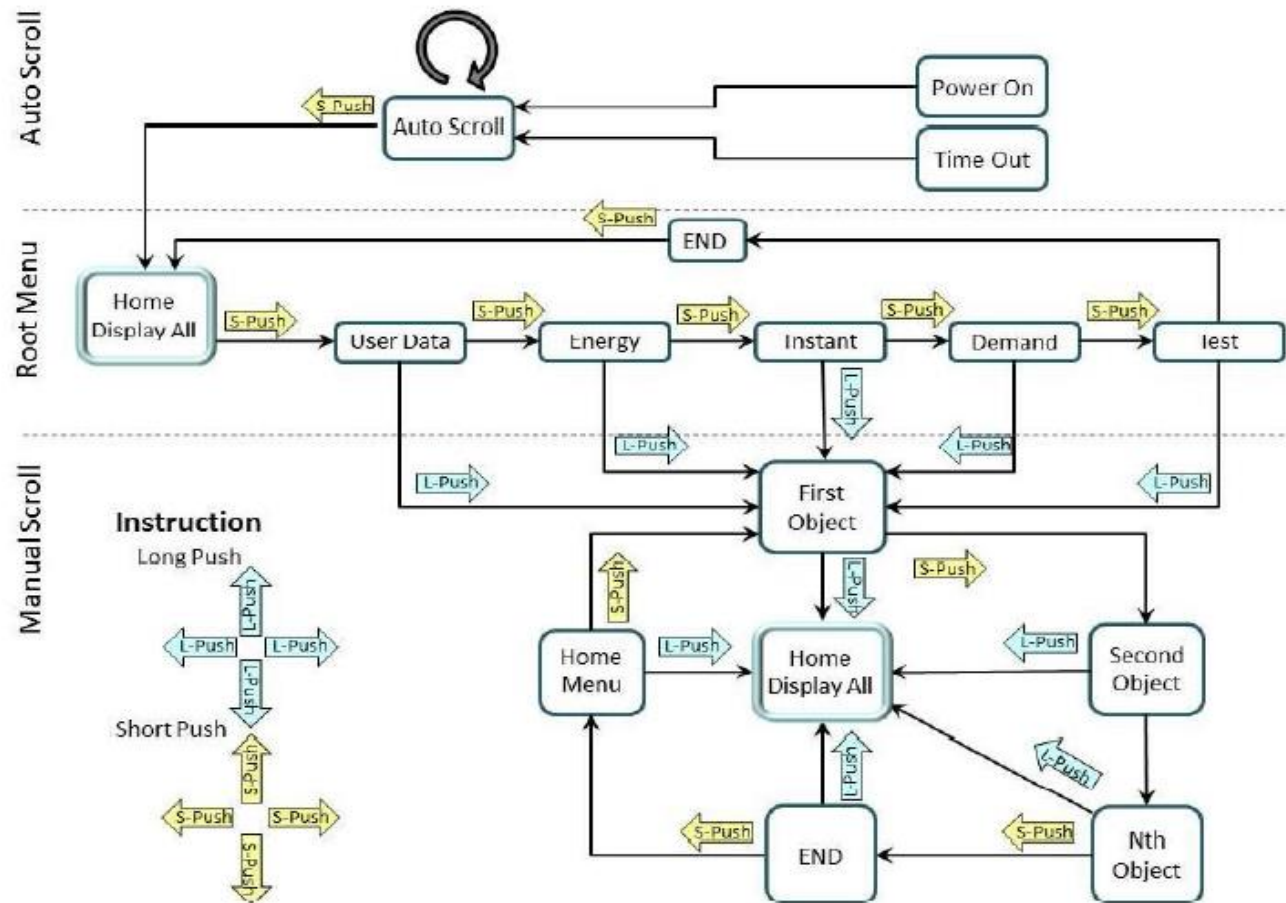 Auto Scroll
S-Push
Auto Scroll
Power On
Time Out
Root Menu
S-Push
END
Home
Display All
S-Push
User Data
S-Push
Energy
S-Push
Instant
S-Push
Demand
S-Push
Test
L-Push
Manual Scroll
L-Push
L-Push
L-Push
L-Push
First
Object
Instruction
Long Push
L-Push
L-Push
L-Push
L-Push
Short Push
S-Push
S-Push
S-Push
S-Push
S-Push
L-Push
S-Push
Home
Menu
L-Push
Home
Display All
L-Push
Second
Object
L-Push
L-Push
S-Push
END
S-Push
Nth
Object